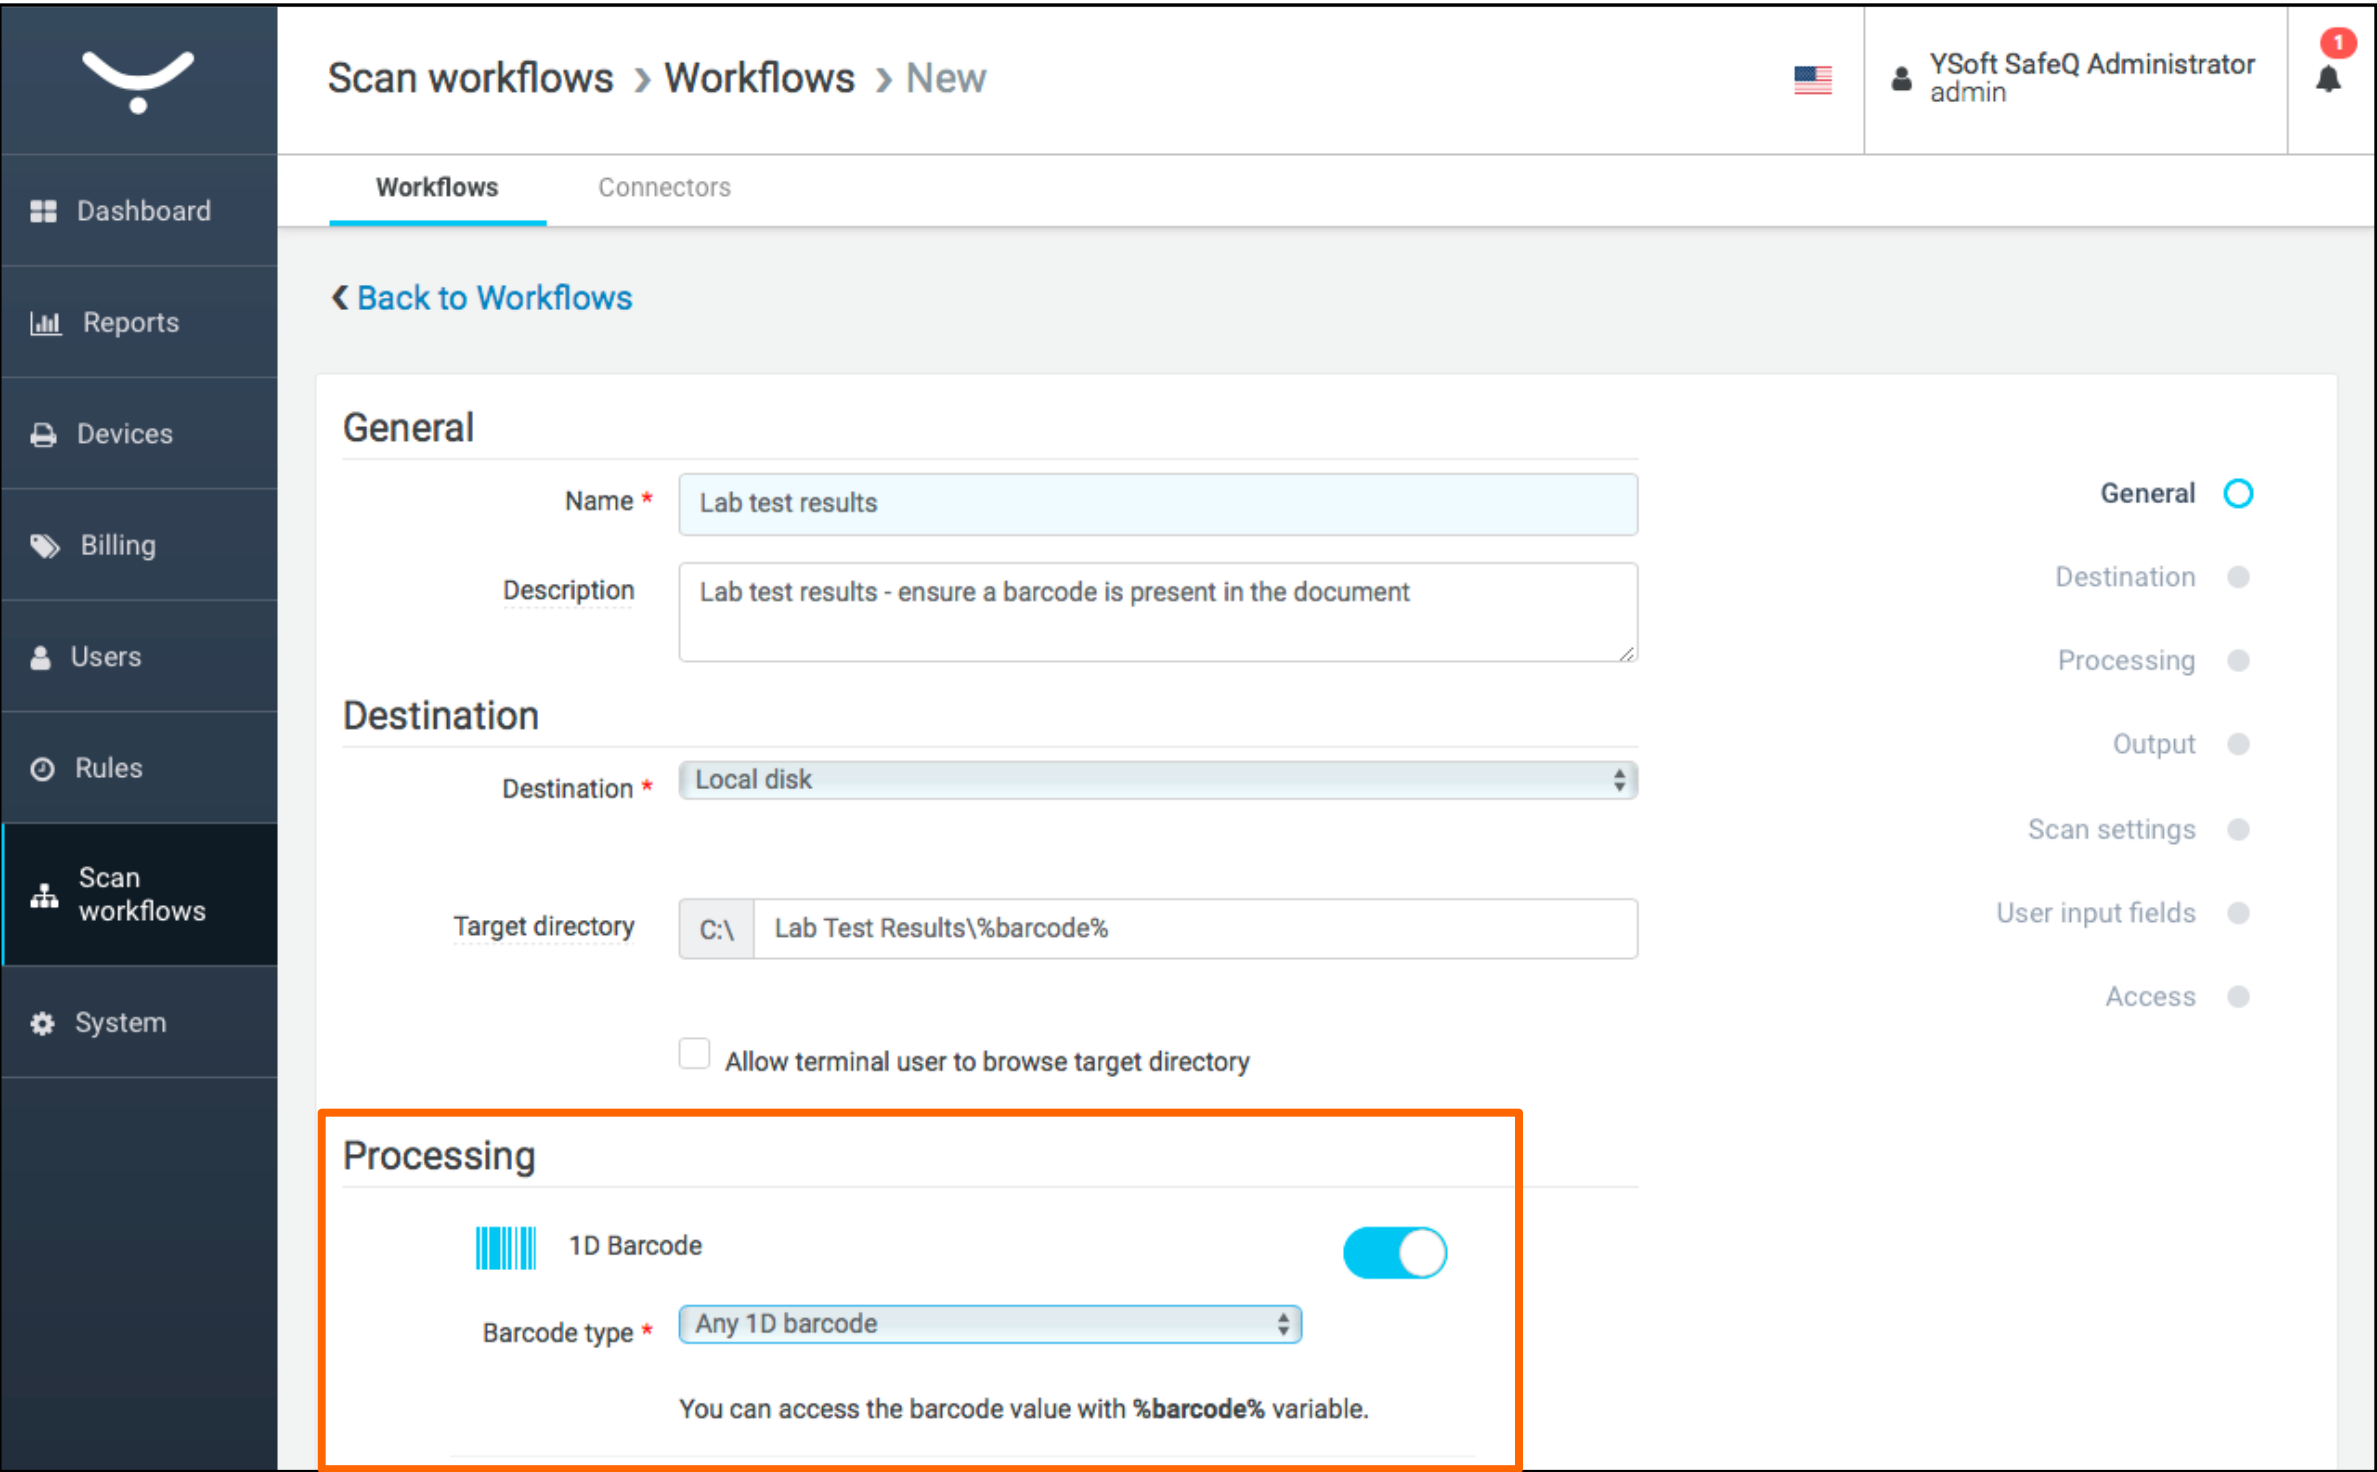 Scan workflows › Workflows › New
YSoft SafeQ Administrator
admin
1
Dashboard
Reports
Devices
Billing
Users
Rules
Scan
workflows
System
Workflows
Connectors
Back to Workflows
General
Name *
Lab test results
Description
Lab test results - ensure a barcode is present in the document
Destination
Destination *
Local disk
Target directory
C:\
Lab Test Results\%barcode%
Allow terminal user to browse target directory
Processing
1D Barcode
Barcode type *
Any 1D barcode
You can access the barcode value with %barcode% variable.
General
Destination
Processing
Output
Scan settings
User input fields
Access